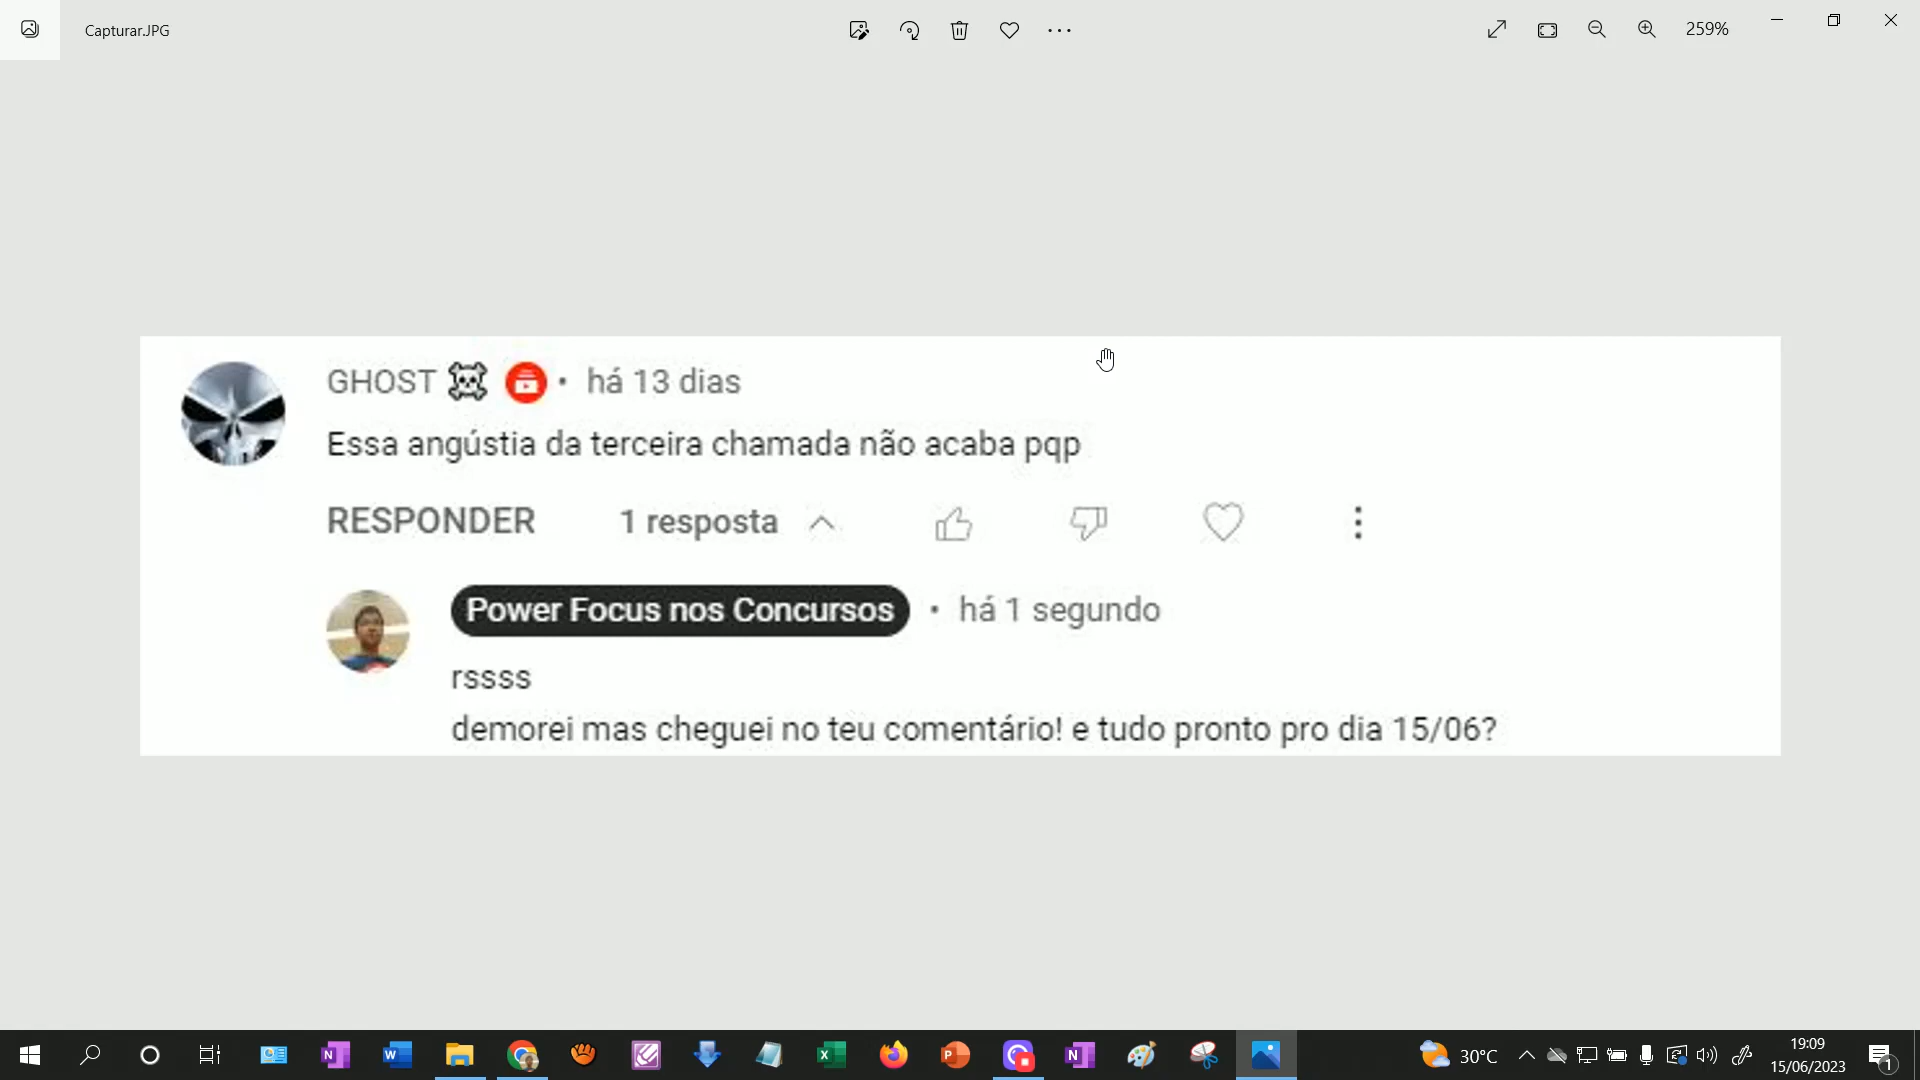 Capturar.JPG
259%
GHOST ☠ • há 13 dias
Essa angústia da terceira chamada não acaba pqp
RESPONDER 1 resposta
Power Focus nos Concursos • há 1 segundo
rssss
demorei mas cheguei no teu comentário! e tudo pronto pro dia 15/06?
30°C
19:09
15/06/2023
1